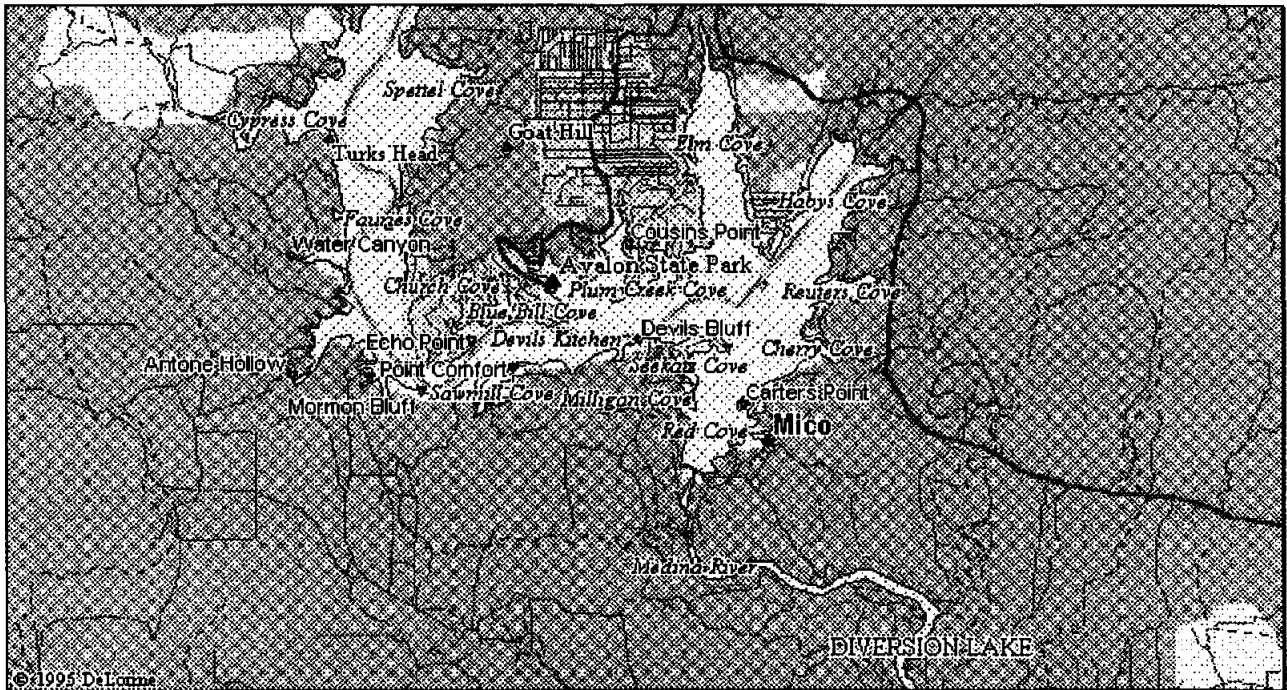 Spettel Cove
Cypress Cove
Goat Hill
Turks Head
Elm Cove
Habys Cove
Fauries Cove
Water Canyon
Cousins Point
Avalon State Park
Church Cove
Plum Creek Cove
Reuters Cove
Blue Bill Cove
Devils Bluff
Devils Kitchen
Echo Point
Cherry Cove
Antone Hollow
Point Comfort
Seekatz Cove
Mormon Bluff
Sawmill Cove
Milligan Cove
Carters Point
Red Cove
Mico
Medina River
DIVERSION LAKE
© 1995 DeLorme